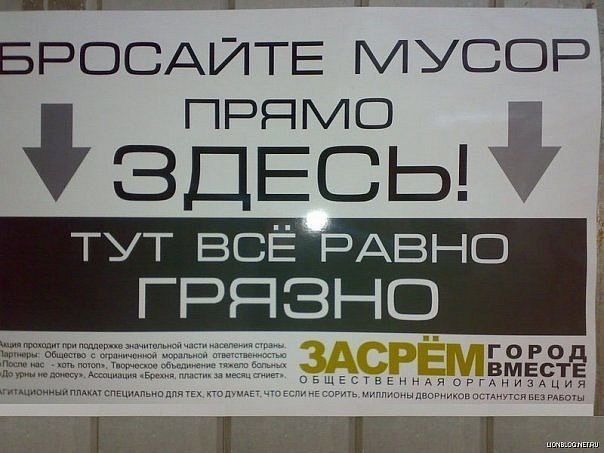 БРОСАЙТЕ МУСОР
ПРЯМО
ЗДЕСЬ!
ТУТ ВСЁ РАВНО
ГРЯЗНО
Акция проходит при поддержке значительной части населения страны.
Партнеры: Общество с ограниченной моральной ответственностью
«После нас - хоть потоп», Творческое объединение тяжело больных
«До урны не донесу», Ассоциация «Брехня, пластик за месяц сгниет».
ЗАСРЁМ ГОРОД ВМЕСТЕ
ОБЩЕСТВЕННАЯ ОРГАНИЗАЦИЯ
АГИТАЦИОННЫЙ ПЛАКАТ СПЕЦИАЛЬНО ДЛЯ ТЕХ, КТО ДУМАЕТ, ЧТО ЕСЛИ НЕ СОРИТЬ, МИЛЛИОНЫ ДВОРНИКОВ ОСТАНУТСЯ БЕЗ РАБОТЫ
LIONBLOG.NET.RU